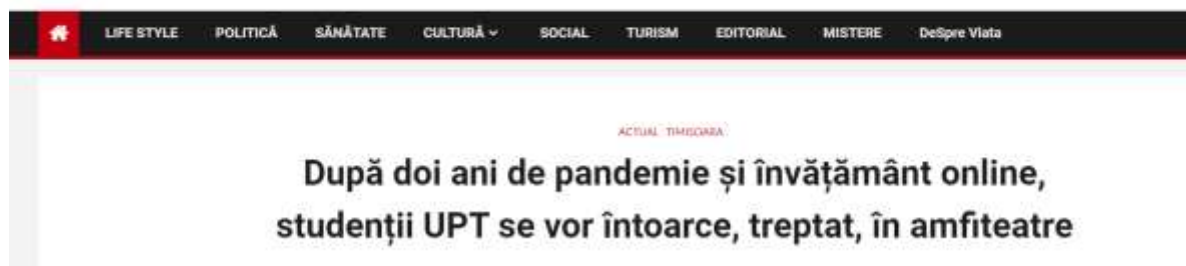 LIFE STYLE POLITICĂ SĂNĂTATE CULTURĂ SOCIAL TURISM EDITORIAL MISTERE DeSpre Viata
ACTUAL TIMISOARA
După doi ani de pandemie și învățământ online,
studenții UPT se vor întoarce, treptat, în amfiteatre